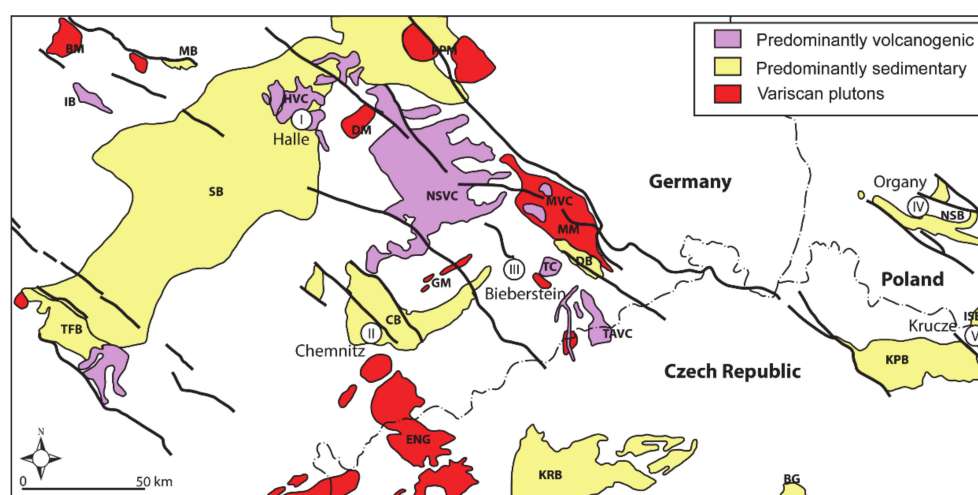 Predominantly volcanogenic
Predominantly sedimentary
Variscan plutons
BM
MB
IB
HVC
I
Halle
DM
SB
NSVC
MVC
MM
Germany
Organy
IV
NSB
Poland
III
Bieberstein
TC
DB
GM
CB
II
Chemnitz
TFB
TAVC
Krucze
V
KPB
Czech Republic
ENG
KRB
BG
N
0
50 km